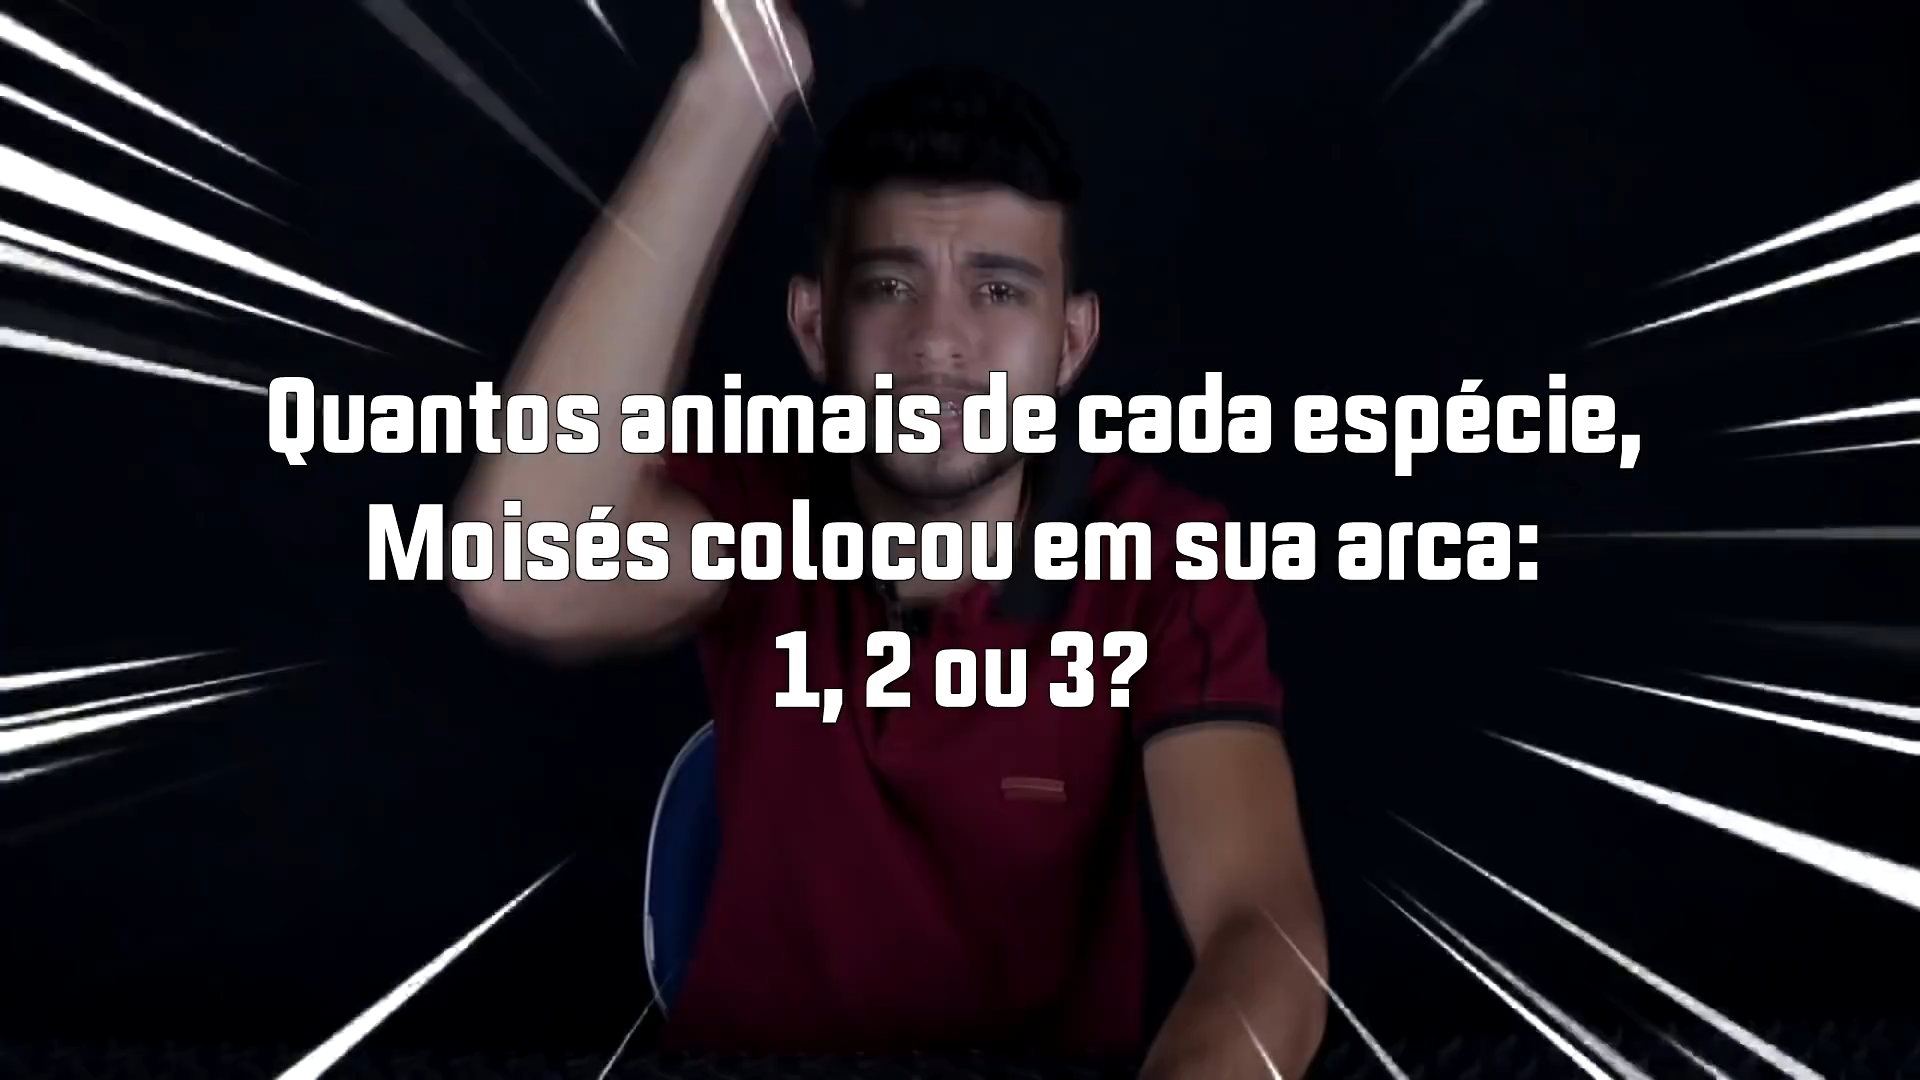 Quantos animais de cada espécie,
Moisés colocou em sua arca:
1, 2 ou 3?